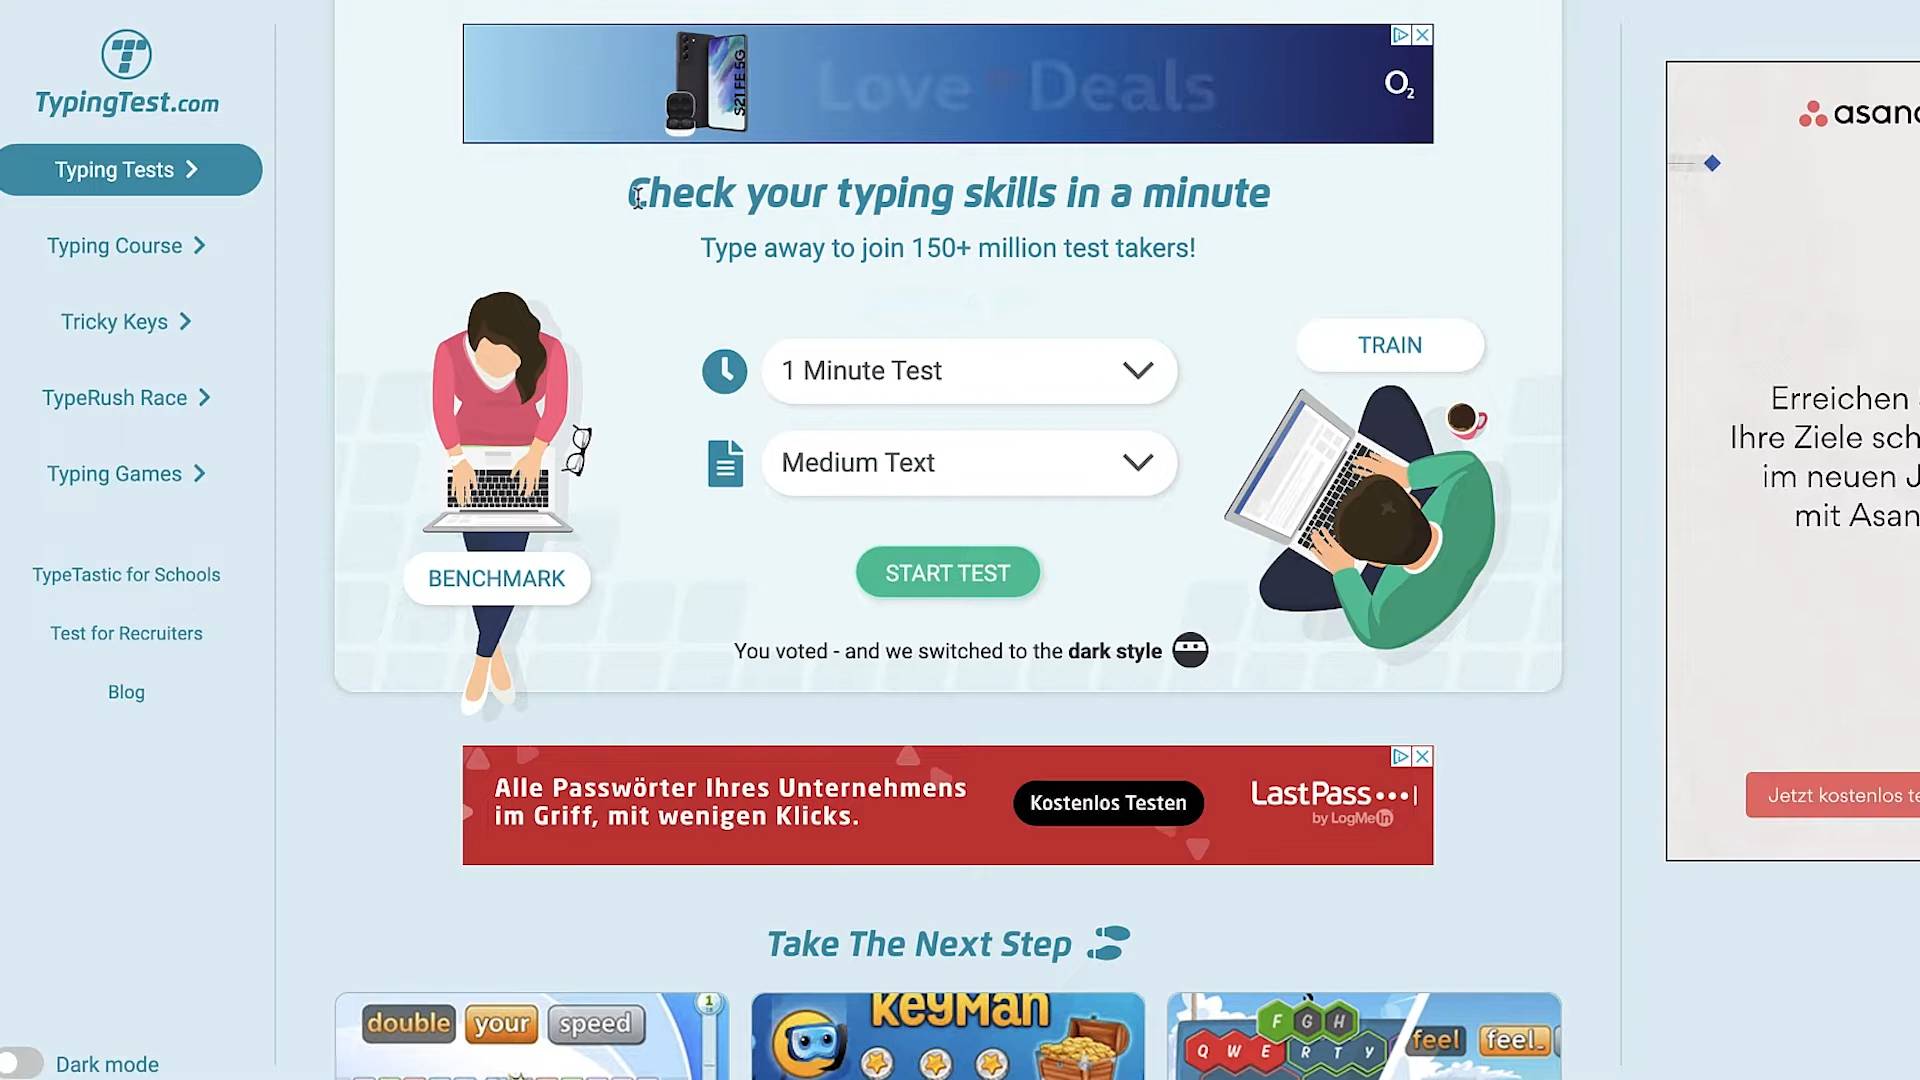 TypingTest.com
Typing Tests
Typing Course
Tricky Keys
TypeRush Race
Typing Games
TypeTastic for Schools
Test for Recruiters
Blog
Dark mode
S21 FE 5G
Love Deals
O2
Check your typing skills in a minute
Type away to join 150+ million test takers!
1 Minute Test
Medium Text
START TEST
BENCHMARK
TRAIN
You voted - and we switched to the dark style
Alle Passwörter Ihres Unternehmens
im Griff, mit wenigen Klicks.
Kostenlos Testen
LastPass
by LogMeIn
Take The Next Step
double your speed
1
KeyMan
F G H
Q W E R T Y
feel feel_
asana
Erreichen
Ihre Ziele sch
im neuen J
mit Asan
Jetzt kostenlos te